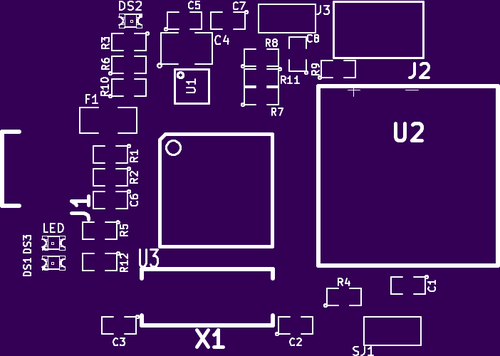 DS2
C5
C7
J3
R3
C4
C8
R8
R6
R9
J2
R11
R10
U1
F1
R7
U2
R1
R2
C6
J1
LED
R5
DS3
U3
DS1
R12
R4
C1
C3
X1
C2
SJ1